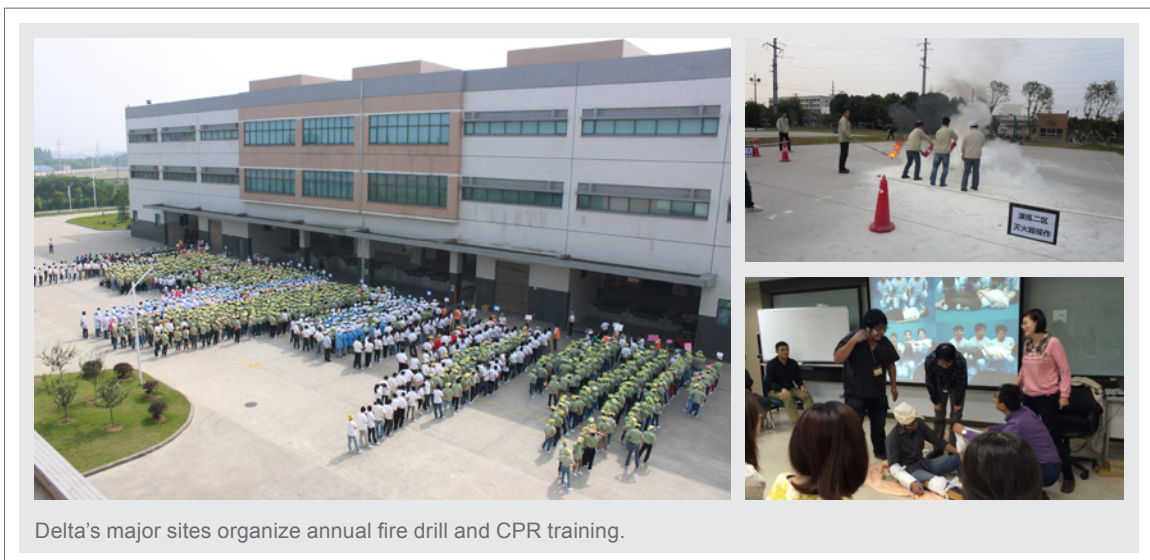 演练二区
灭火器操作
Delta's major sites organize annual fire drill and CPR training.